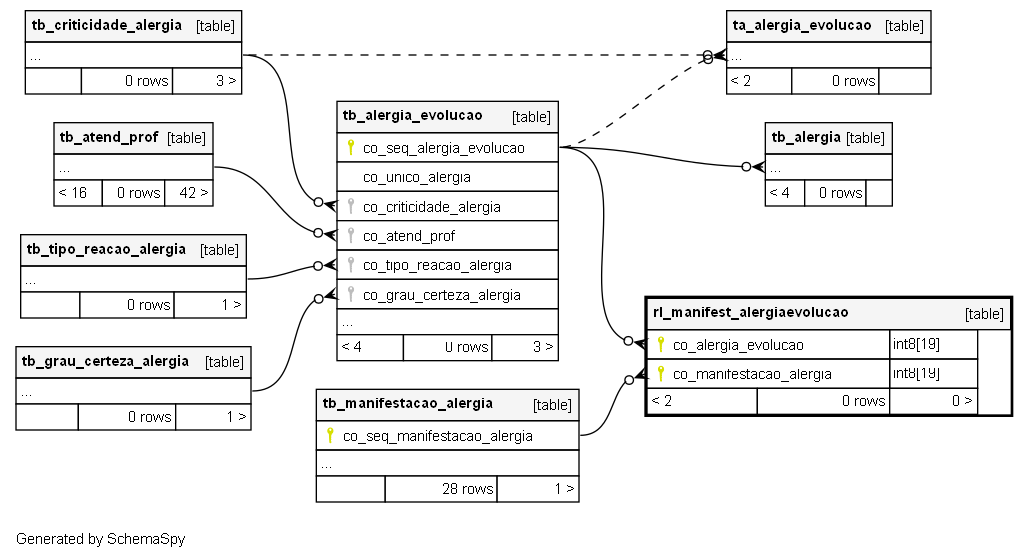 tb_criticidade_alergia [table]
...
0 rows 3 >
ta_alergia_evolucao [table]
...
< 2 0 rows
tb_atend_prof [table]
...
< 16 0 rows 42 >
tb_alergia_evolucao [table]
co_seq_alergia_evolucao
co_unico_alergia
co_criticidade_alergia
co_atend_prof
co_tipo_reacao_alergia
co_grau_certeza_alergia
...
< 4 0 rows 3 >
tb_alergia [table]
...
< 4 0 rows
tb_tipo_reacao_alergia [table]
...
0 rows 1 >
rl_manifest_alergiaevolucao [table]
co_alergia_evolucao int8[19]
co_manifestacao_alergia int8[19]
< 2 0 rows 0 >
tb_grau_certeza_alergia [table]
...
0 rows 1 >
tb_manifestacao_alergia [table]
co_seq_manifestacao_alergia
...
28 rows 1 >
Generated by SchemaSpy